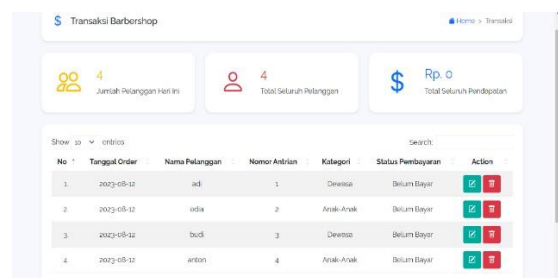 $ Transaksi Barbershop
Home > Transaksi
4
Jumlah Pelanggan Hari Ini
4
Total Seluruh Pelanggan
$
Rp. 0
Total Seluruh Pendapatan
Show 10 entries
Search:
No Tanggal Order Nama Pelanggan Nomor Antrian Kategori Status Pembayaran Action
1 2023-08-12 adi 1 Dewasa Belum Bayar
2 2023-08-12 edia 2 Anak-Anak Belum Bayar
3 2023-08-12 budi 3 Dewasa Belum Bayar
4 2023-08-12 anton 4 Anak-Anak Belum Bayar